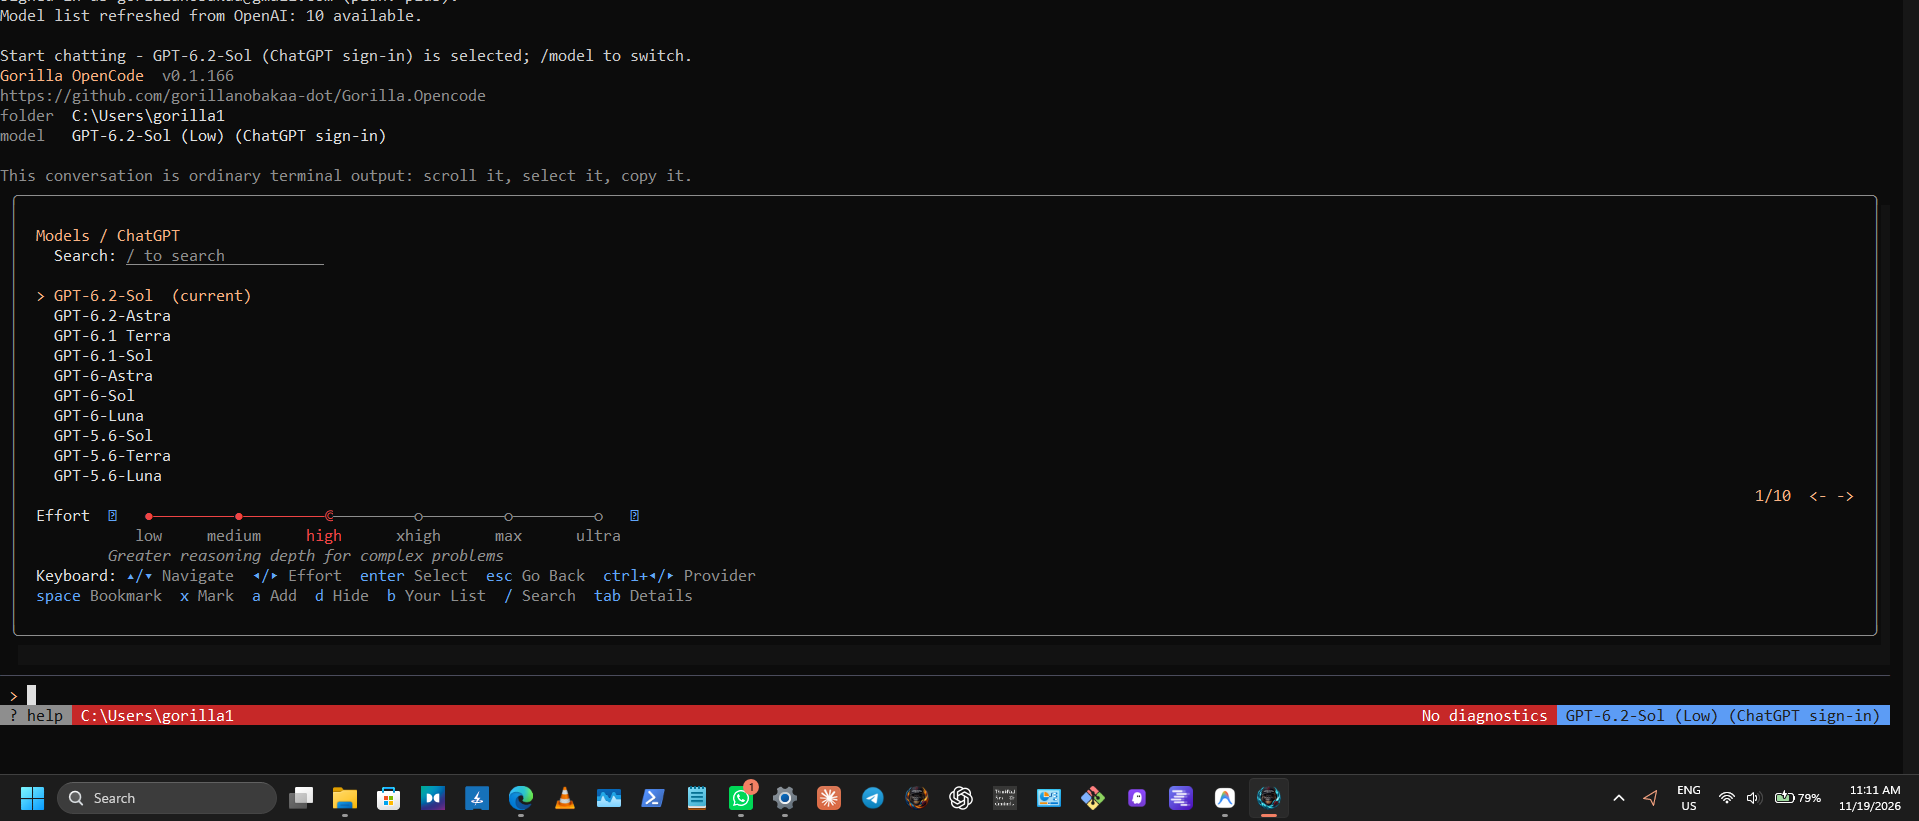 Model list refreshed from OpenAI: 10 available.
Start chatting - GPT-6.2-Sol (ChatGPT sign-in) is selected; /model to switch.
Gorilla OpenCode v0.1.166
https://github.com/gorillanobakaa-dot/Gorilla.Opencode
folder C:\Users\gorilla1
model GPT-6.2-Sol (Low) (ChatGPT sign-in)
This conversation is ordinary terminal output: scroll it, select it, copy it.
Models / ChatGPT
Search: / to search
> GPT-6.2-Sol (current)
GPT-6.2-Astra
GPT-6.1 Terra
GPT-6.1-Sol
GPT-6-Astra
GPT-6-Sol
GPT-6-Luna
GPT-5.6-Sol
GPT-5.6-Terra
GPT-5.6-Luna
1/10 <- ->
Effort
low medium high xhigh max ultra
Greater reasoning depth for complex problems
Keyboard: ▴/▾ Navigate ◂/▸ Effort enter Select esc Go Back ctrl+◂/▸ Provider
space Bookmark x Mark a Add d Hide b Your List / Search tab Details
>
? help C:\Users\gorilla1 No diagnostics GPT-6.2-Sol (Low) (ChatGPT sign-in)
Search 1 ENG 79% 11:11 AM
US 11/19/2026